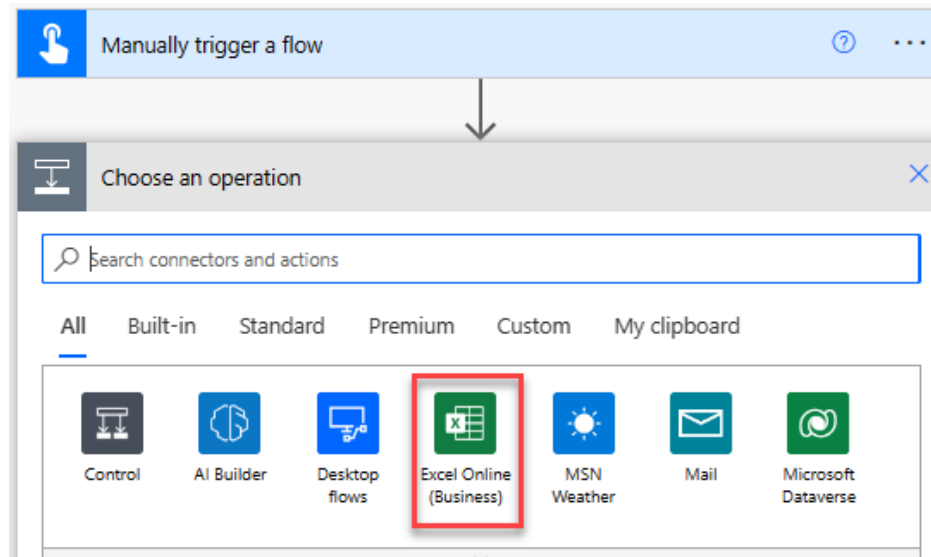 Manually trigger a flow
Choose an operation
Search connectors and actions
All Built-in Standard Premium Custom My clipboard
Control AI Builder Desktop flows Excel Online (Business) MSN Weather Mail Microsoft Dataverse